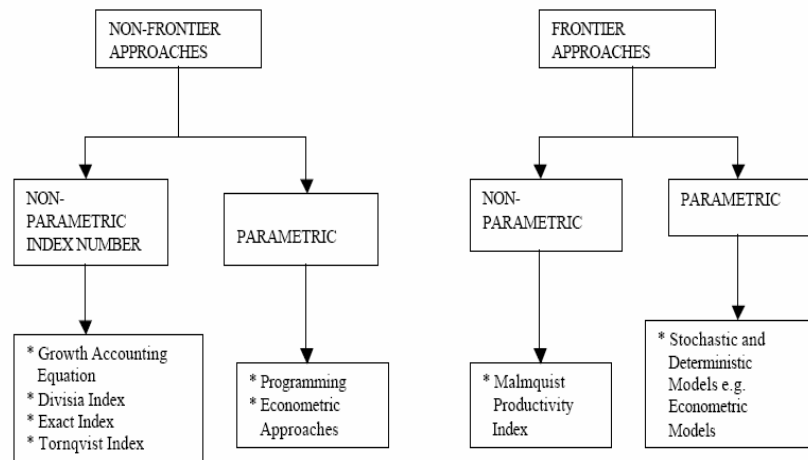 NON-FRONTIER
APPROACHES
FRONTIER
APPROACHES
NON-
PARAMETRIC
INDEX NUMBER
PARAMETRIC
NON-
PARAMETRIC
PARAMETRIC
* Growth Accounting
Equation
* Divisia Index
* Exact Index
* Tornqvist Index
* Programming
* Econometric
Approaches
* Malmquist
Productivity
Index
* Stochastic and
Deterministic
Models e.g.
Econometric
Models